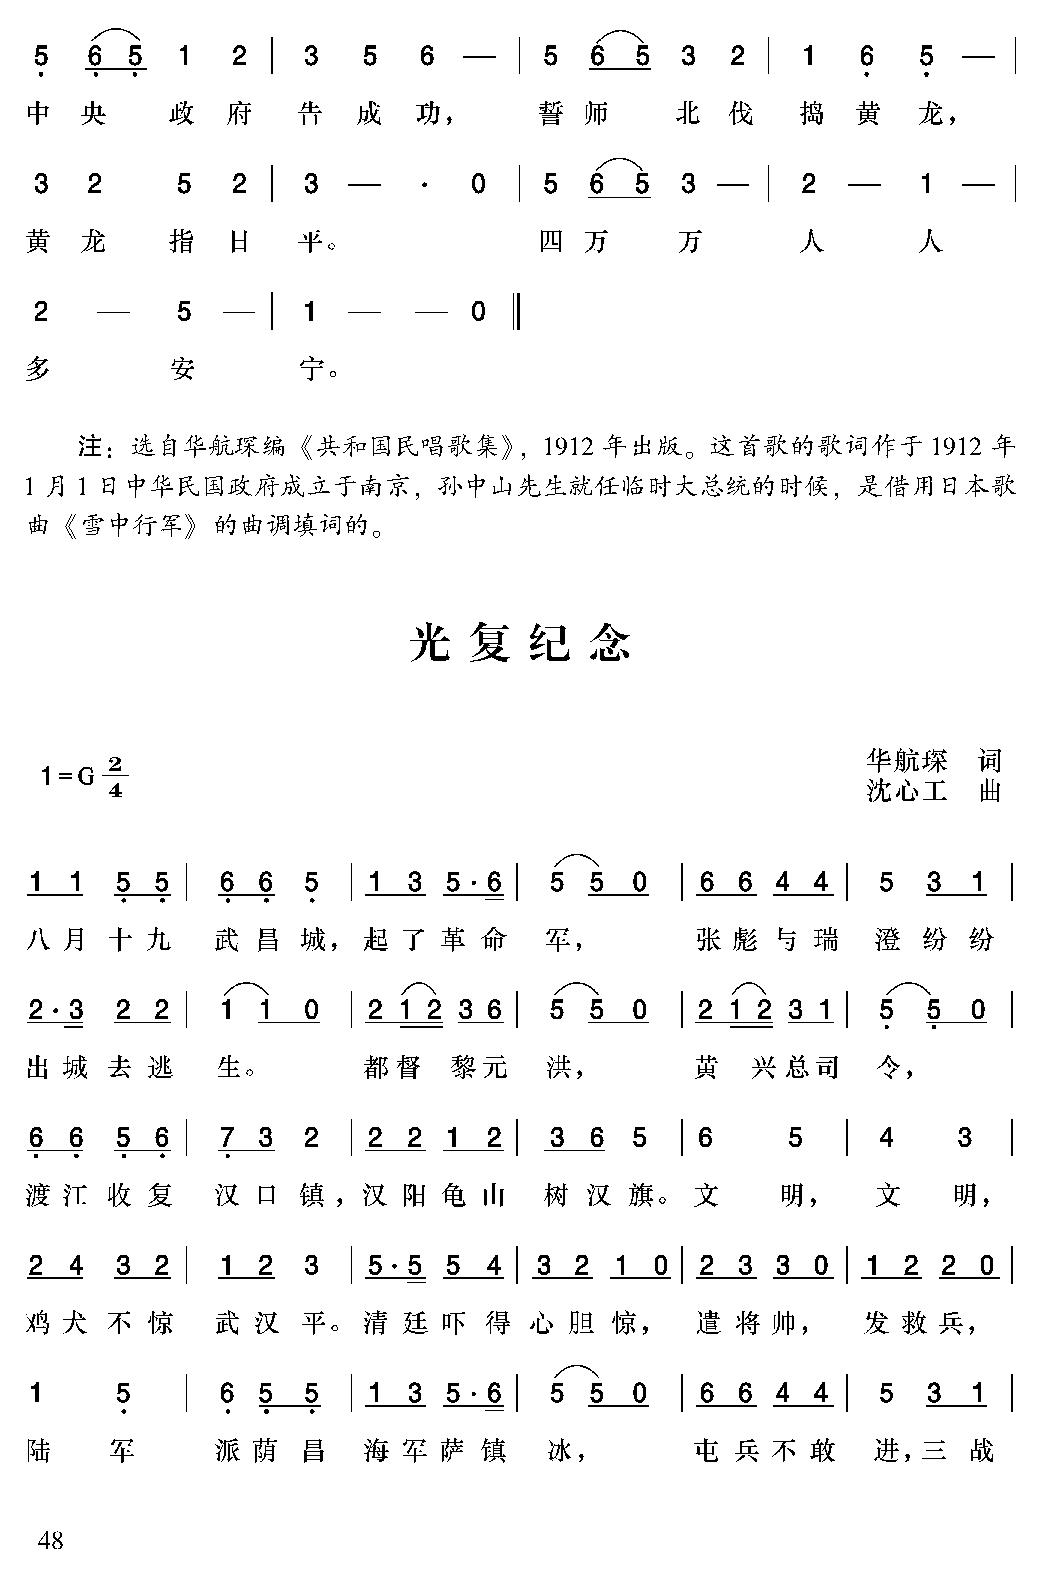 5 6 5 1 2 | 3 5 6 — | 5 6 5 3 2 | 1 6 5 — |
中 央 政 府 告 成 功， 誓 师 北 伐 捣 黄 龙，
3 2 5 2 | 3 — · 0 | 5 6 5 3 — | 2 — 1 — |
黄 龙 指 日 平。 四 万 万 人 人
2 — 5 — | 1 — — 0 ‖
多 安 宁。
注：选自华航琛编《共和国民唱歌集》，1912 年出版。这首歌的歌词作于 1912 年
1 月 1 日中华民国政府成立于南京，孙中山先生就任临时大总统的时候，是借用日本歌
曲《雪中行军》的曲调填词的。
光复纪念
1=G 2/4
华航琛 词
沈心工 曲
1 1 5 5 | 6 6 5 | 1 3 5·6 | 5 5 0 | 6 6 4 4 | 5 3 1 |
八 月 十 九 武 昌 城， 起 了 革 命 军， 张 彪 与 瑞 澄 纷 纷
2·3 2 2 | 1 1 0 | 2 1 2 3 6 | 5 5 0 | 2 1 2 3 1 | 5 5 0 |
出 城 去 逃 生。 都 督 黎 元 洪， 黄 兴 总 司 令，
6 6 5 6 | 7 3 2 | 2 2 1 2 | 3 6 5 | 6 5 | 4 3 |
渡 江 收 复 汉 口 镇， 汉 阳 龟 山 树 汉 旗。 文 明， 文 明，
2 4 3 2 | 1 2 3 | 5·5 5 4 | 3 2 1 0 | 2 3 3 0 | 1 2 2 0 |
鸡 犬 不 惊 武 汉 平。 清 廷 吓 得 心 胆 惊， 遣 将 帅， 发 救 兵，
1 5 | 6 5 5 | 1 3 5·6 | 5 5 0 | 6 6 4 4 | 5 3 1 |
陆 军 派 荫 昌 海 军 萨 镇 冰， 屯 兵 不 敢 进，三 战
48